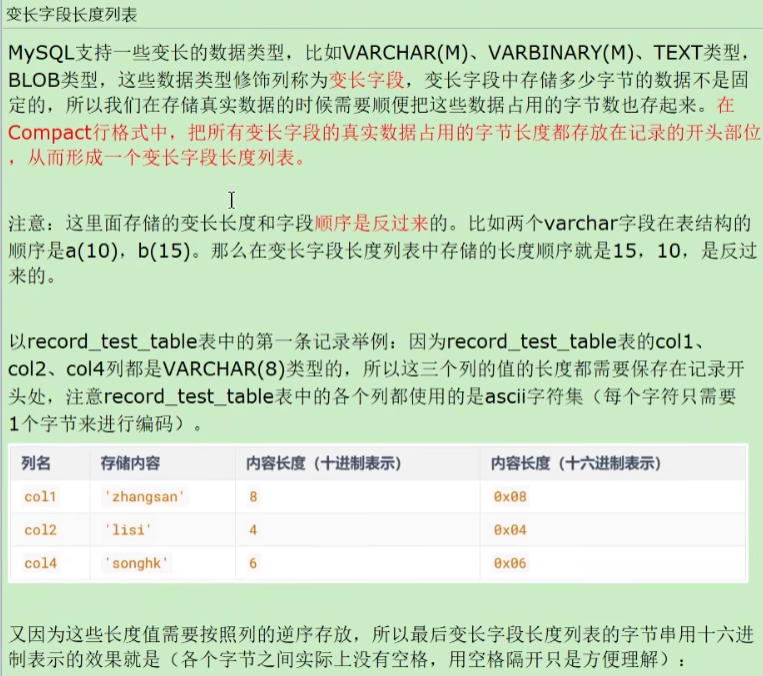 变长字段长度列表
MySQL支持一些变长的数据类型，比如VARCHAR(M)、VARBINARY(M)、TEXT类型，
BLOB类型，这些数据类型修饰列称为变长字段，变长字段中存储多少字节的数据不是固
定的，所以我们在存储真实数据的时候需要顺便把这些数据占用的字节数也存起来。在
Compact行格式中，把所有变长字段的真实数据占用的字节长度都存放在记录的开头部位
，从而形成一个变长字段长度列表。
注意：这里面存储的变长长度和字段顺序是反过来的。比如两个varchar字段在表结构的
顺序是a(10)，b(15)。那么在变长字段长度列表中存储的长度顺序就是15，10，是反过
来的。
以record_test_table表中的第一条记录举例：因为record_test_table表的col1、
col2、col4列都是VARCHAR(8)类型的，所以这三个列的值的长度都需要保存在记录开
头处，注意record_test_table表中的各个列都使用的是ascii字符集（每个字符只需要
1个字节来进行编码）。
列名 存储内容 内容长度（十进制表示） 内容长度（十六进制表示）
col1 'zhangsan' 8 0x08
col2 'lisi' 4 0x04
col4 'songhk' 6 0x06
又因为这些长度值需要按照列的逆序存放，所以最后变长字段长度列表的字节串用十六进
制表示的效果就是（各个字节之间实际上没有空格，用空格隔开只是方便理解）：